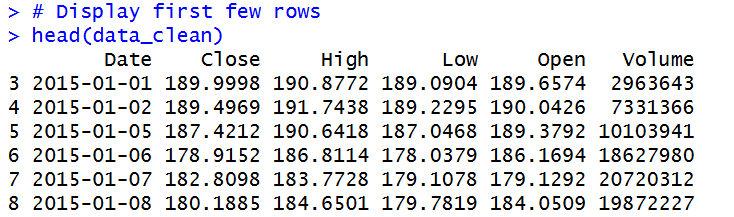 > # Display first few rows
> head(data_clean)
        Date    Close     High      Low     Open   Volume
3 2015-01-01 189.9998 190.8772 189.0904 189.6574  2963643
4 2015-01-02 189.4969 191.7438 189.2295 190.0426  7331366
5 2015-01-05 187.4212 190.6418 187.0468 189.3792 10103941
6 2015-01-06 178.9152 186.8114 178.0379 186.1694 18627980
7 2015-01-07 182.8098 183.7728 179.1078 179.1292 20720312
8 2015-01-08 180.1885 184.6501 179.7819 184.0509 19872227